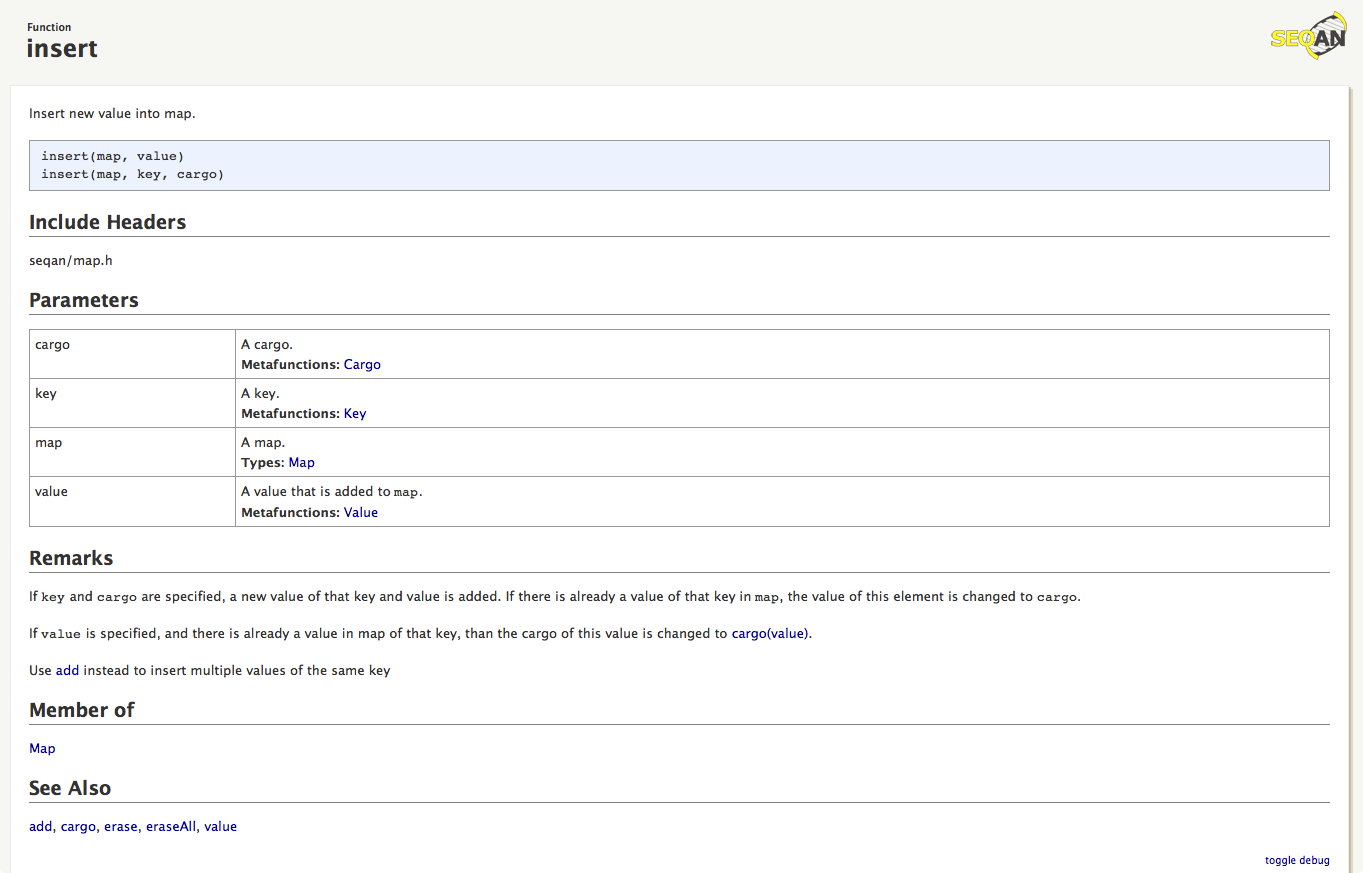 Function
insert
SEQAN
Insert new value into map.
insert(map, value)
insert(map, key, cargo)
Include Headers
seqan/map.h
Parameters
cargo
A cargo.
Metafunctions: Cargo
key
A key.
Metafunctions: Key
map
A map.
Types: Map
value
A value that is added to map.
Metafunctions: Value
Remarks
If key and cargo are specified, a new value of that key and value is added. If there is already a value of that key in map, the value of this element is changed to cargo.
If value is specified, and there is already a value in map of that key, than the cargo of this value is changed to cargo(value).
Use add instead to insert multiple values of the same key
Member of
Map
See Also
add, cargo, erase, eraseAll, value
toggle debug